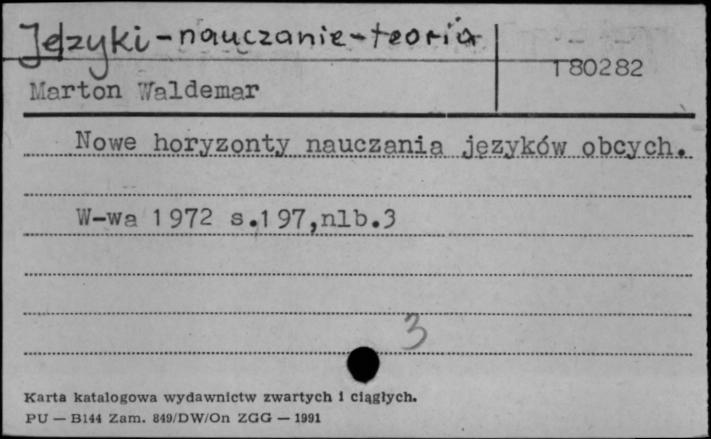 Języki-nauczanie-teoria
180282
Marton Waldemar
Nowe horyzonty nauczania języków obcych.
W-wa 1972 s.197,nlb.3
3
Karta katalogowa wydawnictw zwartych i ciągłych.
PU — B144 Zam. 849/DW/On ZGG — 1991